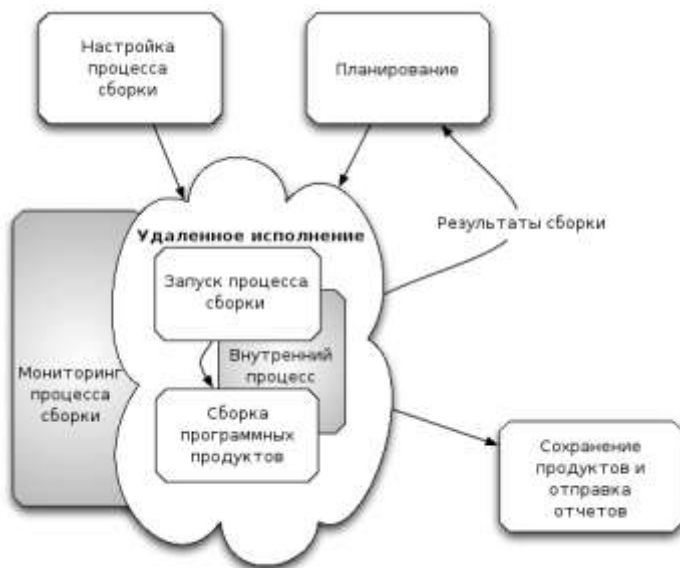 Настройка
процесса
сборки
Планирование
Результаты сборки
Удаленное исполнение
Запуск процесса
сборки
Внутренний
процесс
Мониторинг
процесса
сборки
Сборка
программных
продуктов
Сохранение
продуктов и
отправка
отчетов